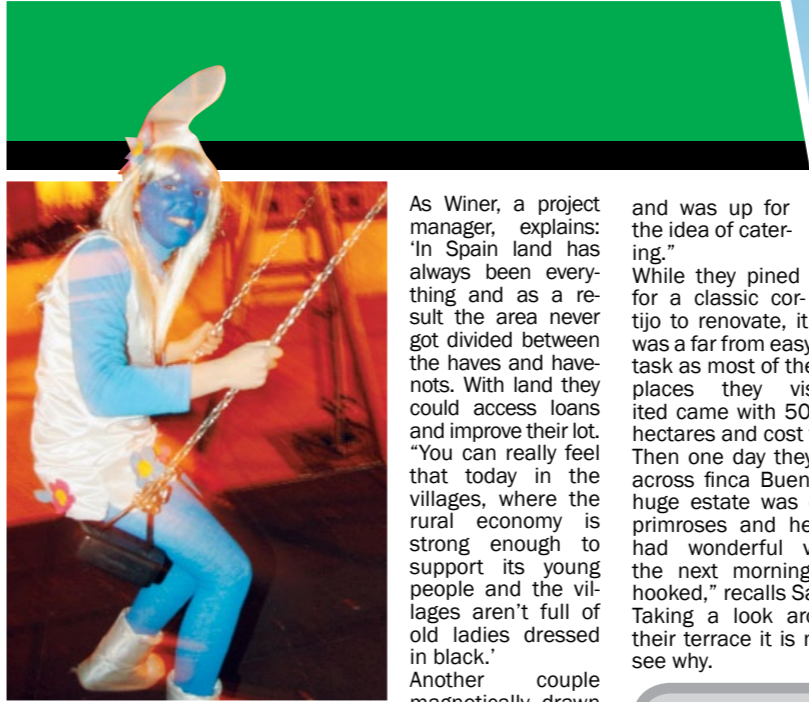 As Winer, a project
manager, explains:
‘In Spain land has
always been every-
thing and as a re-
sult the area never
got divided between
the haves and have-
nots. With land they
could access loans
and improve their lot.
“You can really feel
that today in the
villages, where the
rural economy is
strong enough to
support its young
people and the vil-
lages aren’t full of
old ladies dressed
in black.’
Another couple
magnetically drawn
and was up for
the idea of cater-
ing.”
While they pined
for a classic cor-
tijo to renovate, it
was a far from easy
task as most of the
places they vis-
ited came with 50
hectares and cost
Then one day they
across finca Buen
huge estate was
primroses and he
had wonderful v
the next morning
hooked,” recalls Sa
Taking a look aro
their terrace it is
see why.